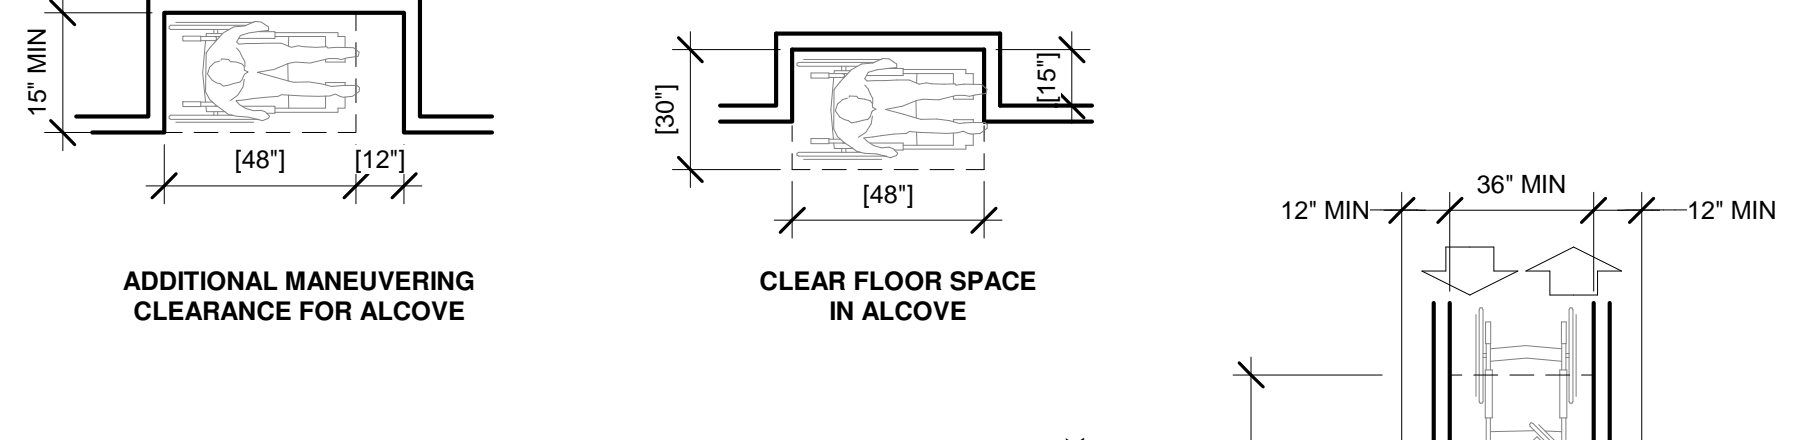 15" MIN
[48"]
[12"]
ADDITIONAL MANEUVERING
CLEARANCE FOR ALCOVE
[30"]
[15"]
[48"]
CLEAR FLOOR SPACE
IN ALCOVE
36" MIN
12" MIN
12" MIN